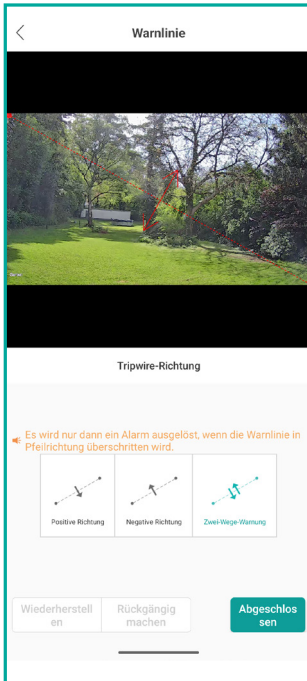 Warnlinie
Tripwire-Richtung
Es wird nur dann ein Alarm ausgelöst, wenn die Warnlinie in
Pfeilrichtung überschritten wird.
Positive Richtung
Negative Richtung
Zwei-Wege-Warnung
Wiederherstell
en
Rückgängig
machen
Abgeschlos
sen